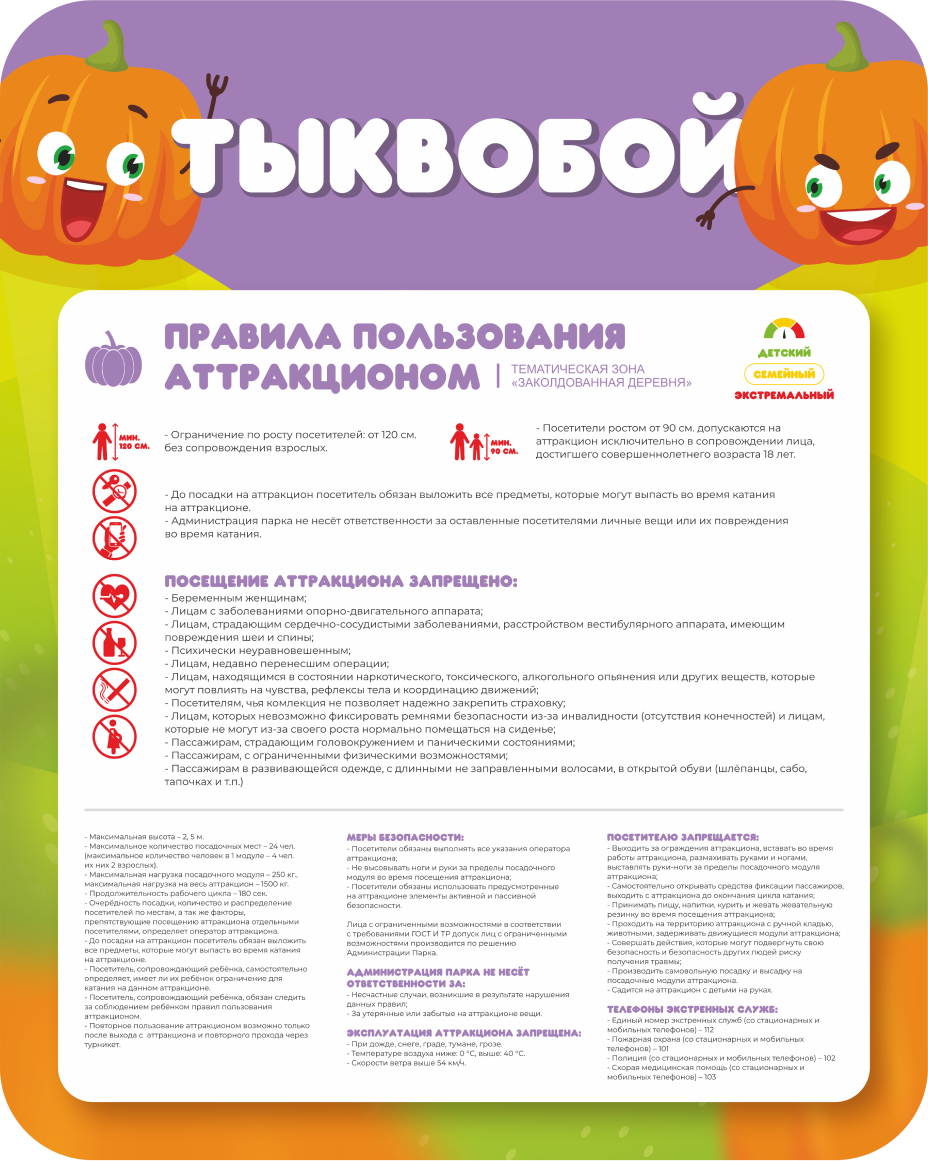 ТЫКВОБОЙ
ПРАВИЛА ПОЛЬЗОВАНИЯ
АТТРАКЦИОНОМ
ТЕМАТИЧЕСКАЯ ЗОНА
«ЗАКОЛДОВАННАЯ ДЕРЕВНЯ»
ДЕТСКИЙ
СЕМЕЙНЫЙ
ЭКСТРЕМАЛЬНЫЙ
МИН.
120 СМ.
- Ограничение по росту посетителей: от 120 см.
без сопровождения взрослых.
МИН.
90 СМ.
- Посетители ростом от 90 см. допускаются на
аттракцион исключительно в сопровождении лица,
достигшего совершеннолетнего возраста 18 лет.
- До посадки на аттракцион посетитель обязан выложить все предметы, которые могут выпасть во время катания
на аттракционе.
- Администрация парка не несёт ответственности за оставленные посетителями личные вещи или их повреждения
во время катания.
ПОСЕЩЕНИЕ АТТРАКЦИОНА ЗАПРЕЩЕНО:
- Беременным женщинам;
- Лицам с заболеваниями опорно-двигательного аппарата;
- Лицам, страдающим сердечно-сосудистыми заболеваниями, расстройством вестибулярного аппарата, имеющим
повреждения шеи и спины;
- Психически неуравновешенным;
- Лицам, недавно перенесшим операции;
- Лицам, находящимся в состоянии наркотического, токсического, алкогольного опьянения или других веществ, которые
могут повлиять на чувства, рефлексы тела и координацию движений;
- Посетителям, чья комлекция не позволяет надежно закрепить страховку;
- Лицам, которых невозможно фиксировать ремнями безопасности из-за инвалидности (отсутствия конечностей) и лицам,
которые не могут из-за своего роста нормально помещаться на сиденье;
- Пассажирам, страдающим головокружением и паническими состояниями;
- Пассажирам, с ограниченными физическими возможностями;
- Пассажирам в развивающейся одежде, с длинными не заправленными волосами, в открытой обуви (шлёпанцы, сабо,
тапочках и т.п.)
- Максимальная высота – 2, 5 м.
- Максимальное количество посадочных мест – 24 чел.
(максимальное количество человек в 1 модуле – 4 чел.
их них 2 взрослых).
- Максимальная нагрузка посадочного модуля – 250 кг.,
максимальная нагрузка на весь аттракцион – 1500 кг.
- Продолжительность рабочего цикла – 180 сек.
- Очерёдность посадки, количество и распределение
посетителей по местам, а так же факторы,
препятствующие посещению аттракциона отдельными
посетителями, определяет оператор аттракциона.
- До посадки на аттракцион посетитель обязан выложить
все предметы, которые могут выпасть во время катания
на аттракционе.
- Посетитель, сопровождающий ребёнка, самостоятельно
определяет, имеет ли их ребёнок ограничение для
катания на данном аттракционе.
- Посетитель, сопровождающий ребёнка, обязан следить
за соблюдением ребёнком правил пользования
аттракционом.
- Повторное пользование аттракционом возможно только
после выхода с аттракциона и повторного прохода через
турникет.
МЕРЫ БЕЗОПАСНОСТИ:
- Посетители обязаны выполнять все указания оператора
аттракциона;
- Не высовывать ноги и руки за пределы посадочного
модуля во время посещения аттракциона;
- Посетители обязаны использовать предусмотренные
на аттракционе элементы активной и пассивной
безопасности.
Лица с ограниченными возможностями в соответствии
с требованиями ГОСТ И ТР допуск лиц с ограниченными
возможностями производится по решению
Администрации Парка.
АДМИНИСТРАЦИЯ ПАРКА НЕ НЕСЁТ
ОТВЕТСТВЕННОСТИ ЗА:
- Несчастные случаи, возникшие в результате нарушения
данных правил;
- За утерянные или забытые на аттракционе вещи.
ЭКСПЛУАТАЦИЯ АТТРАКЦИОНА ЗАПРЕЩЕНА:
- При дожде, снеге, граде, тумане, грозе.
- Температуре воздуха ниже: 0 °С, выше: 40 °С.
- Скорости ветра выше 54 км/ч.
ПОСЕТИТЕЛЮ ЗАПРЕЩАЕТСЯ:
- Выходить за ограждения аттракциона, вставать во время
работы аттракциона, размахивать руками и ногами,
выставлять руки-ноги за пределы посадочного модуля
аттракциона;
- Самостоятельно открывать средства фиксации пассажиров,
выходить с аттракциона до окончания цикла катания;
- Принимать пищу, напитки, курить и жевать жевательную
резинку во время посещения аттракциона;
- Проходить на территорию аттракциона с ручной кладью,
животными, задерживать движущиеся модули аттракциона;
- Совершать действия, которые могут подвергнуть свою
безопасность и безопасность других людей риску
получения травмы;
- Производить самовольную посадку и высадку на
посадочные модули аттракциона.
- Садится на аттракцион с детьми на руках.
ТЕЛЕФОНЫ ЭКСТРЕННЫХ СЛУЖБ:
- Единый номер экстренных служб (со стационарных и
мобильных телефонов) – 112
- Пожарная охрана (со стационарных и мобильных
телефонов) – 101
- Полиция (со стационарных и мобильных телефонов) – 102
- Скорая медицинская помощь (со стационарных и
мобильных телефонов) – 103